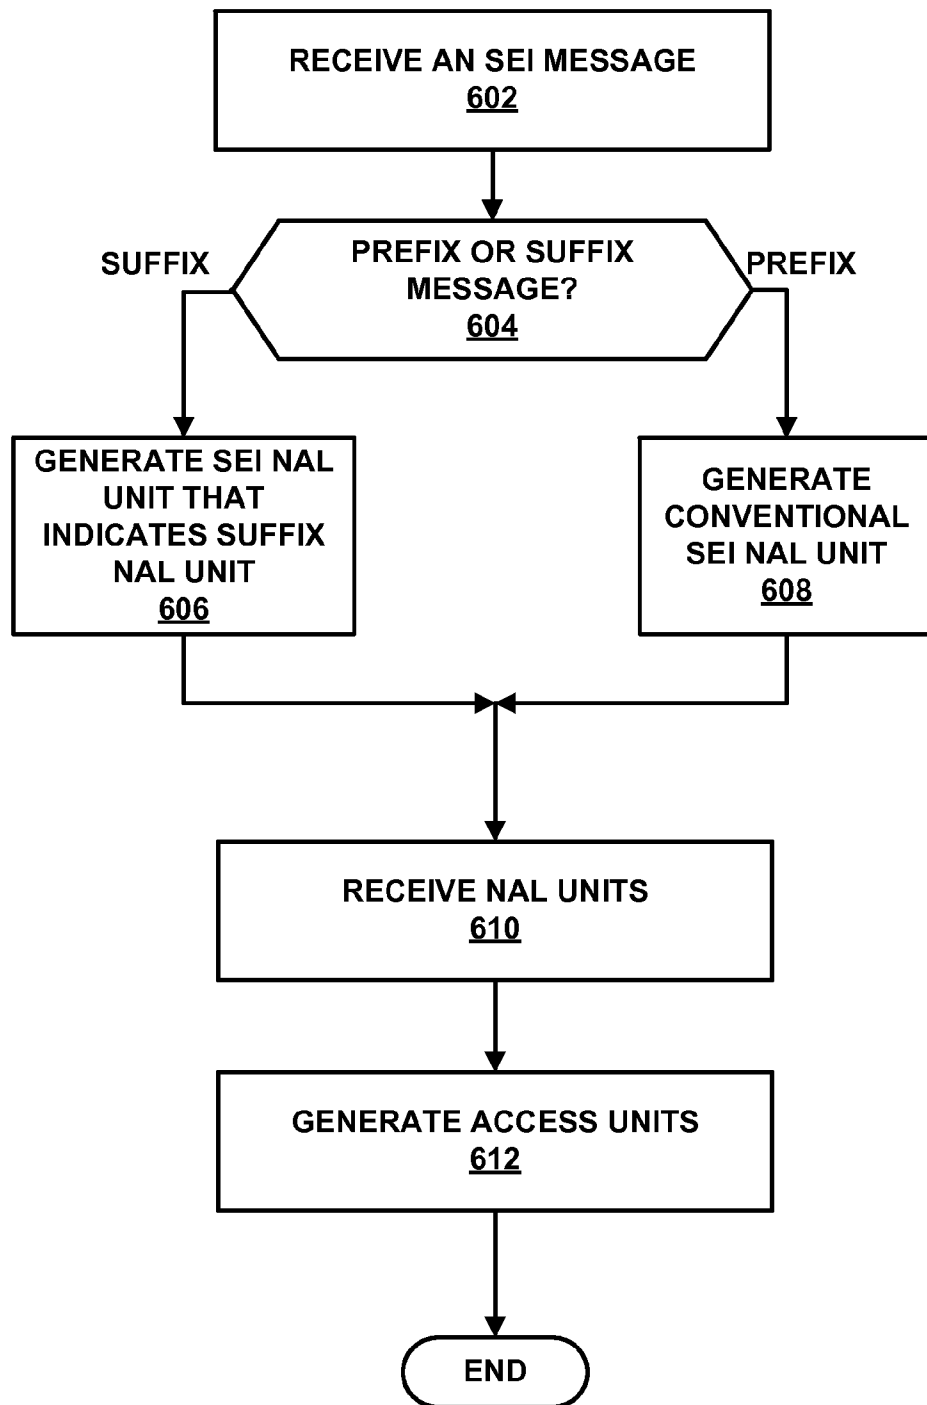 RECEIVE AN SEI MESSAGE
602
SUFFIX
PREFIX OR SUFFIX
MESSAGE?
604
PREFIX
GENERATE SEI NAL
UNIT THAT
INDICATES SUFFIX
NAL UNIT
606
GENERATE
CONVENTIONAL
SEI NAL UNIT
608
RECEIVE NAL UNITS
610
GENERATE ACCESS UNITS
612
END